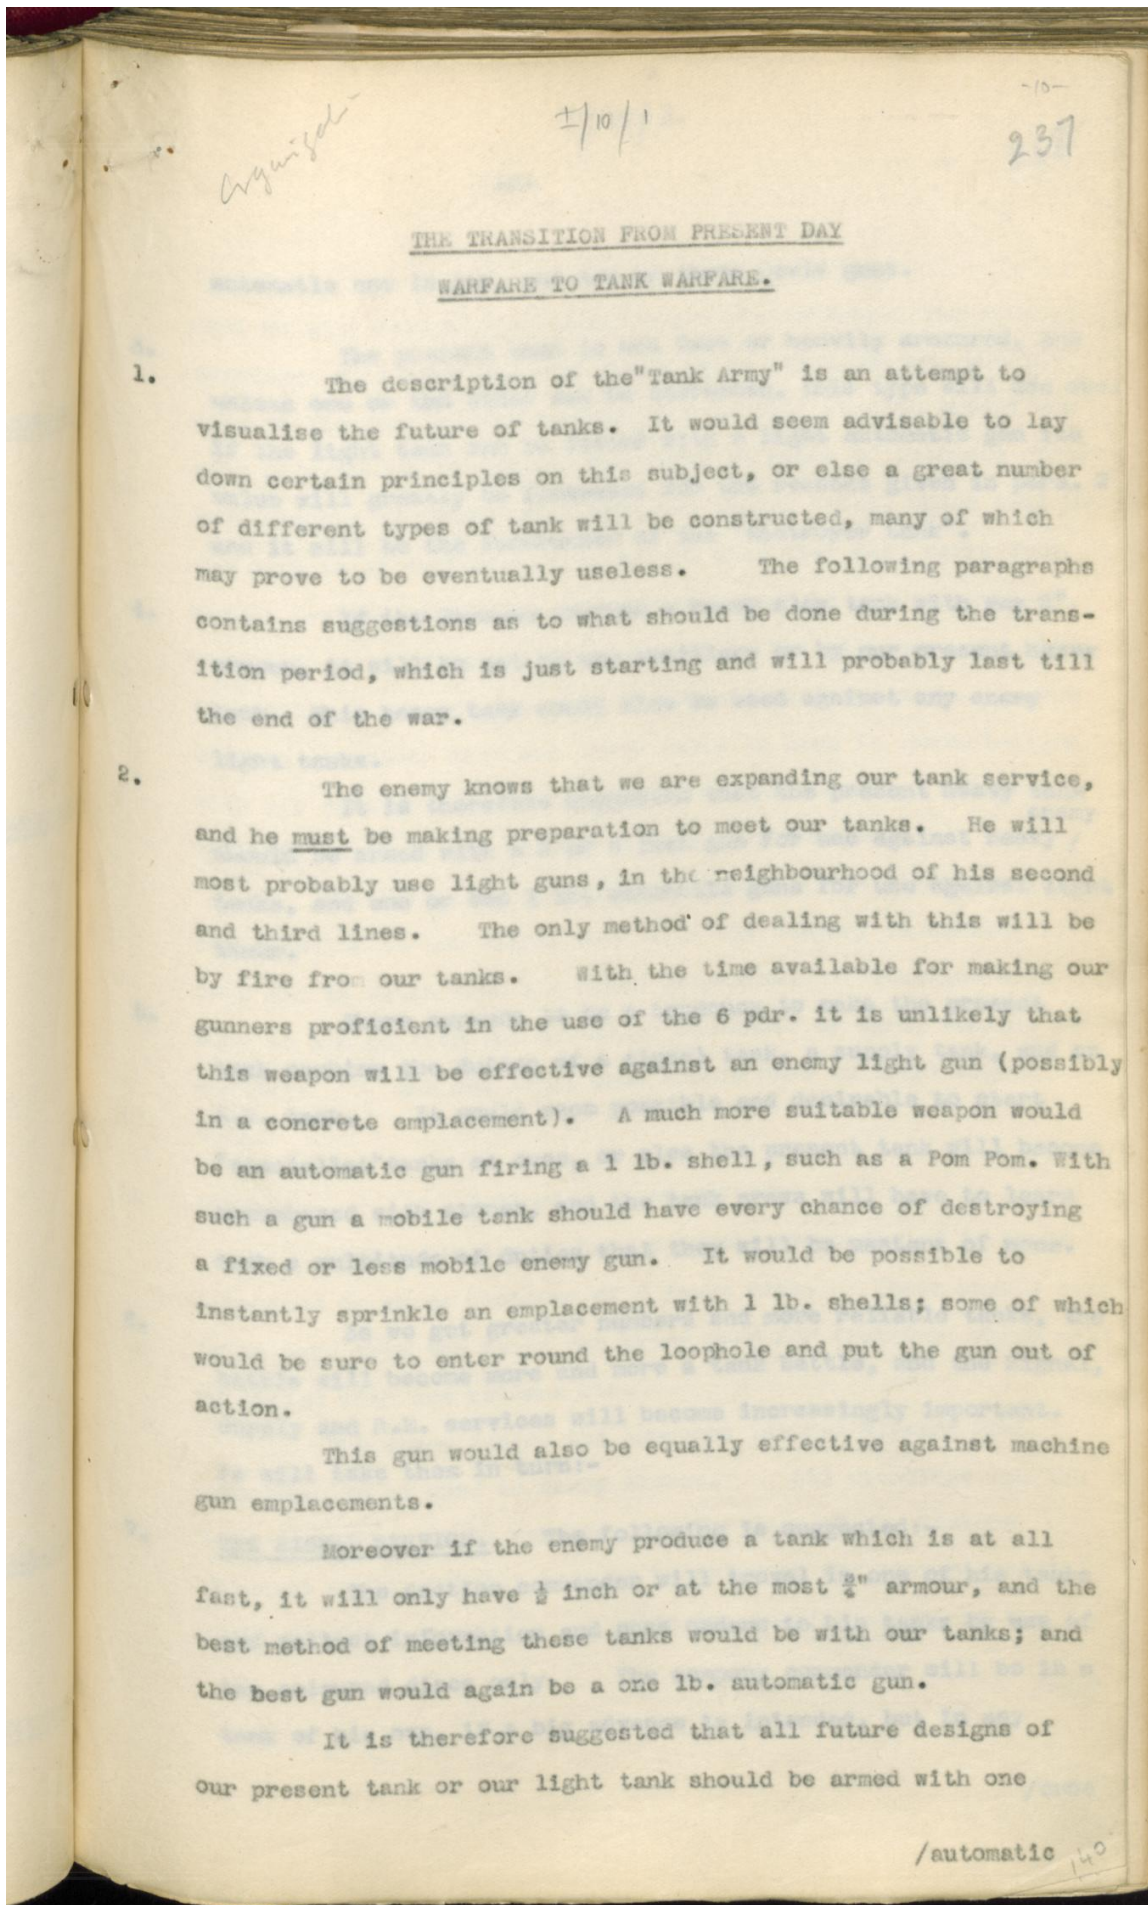 -10-
I/10/1
237
THE TRANSITION FROM PRESENT DAY
WARFARE TO TANK WARFARE.
1. The description of the"Tank Army" is an attempt to
visualise the future of tanks. It would seem advisable to lay
down certain principles on this subject, or else a great number
of different types of tank will be constructed, many of which
may prove to be eventually useless. The following paragraphs
contains suggestions as to what should be done during the trans-
ition period, which is just starting and will probably last till
the end of the war.
2. The enemy knows that we are expanding our tank service,
and he must be making preparation to meet our tanks. He will
most probably use light guns, in the neighbourhood of his second
and third lines. The only method of dealing with this will be
by fire from our tanks. With the time available for making our
gunners proficient in the use of the 6 pdr. it is unlikely that
this weapon will be effective against an enemy light gun (possibly
in a concrete emplacement). A much more suitable weapon would
be an automatic gun firing a 1 lb. shell, such as a Pom Pom. With
such a gun a mobile tank should have every chance of destroying
a fixed or less mobile enemy gun. It would be possible to
instantly sprinkle an emplacement with 1 lb. shells; some of which
would be sure to enter round the loophole and put the gun out of
action.
This gun would also be equally effective against machine
gun emplacements.
Moreover if the enemy produce a tank which is at all
fast, it will only have ½ inch or at the most ¾" armour, and the
best method of meeting these tanks would be with our tanks; and
the best gun would again be a one lb. automatic gun.
It is therefore suggested that all future designs of
our present tank or our light tank should be armed with one
/automatic
140